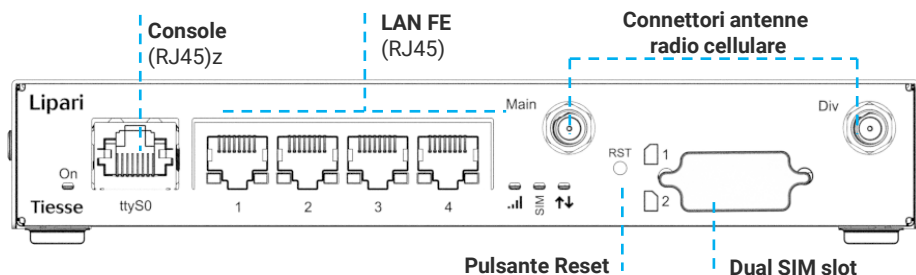 Console
(RJ45)z
LAN FE
(RJ45)
Connettori antenne
radio cellulare
Lipari
Main
Div
On
RST
1
2
Tiesse
ttyS0
1
2
3
4
SIM
Pulsante Reset
Dual SIM slot